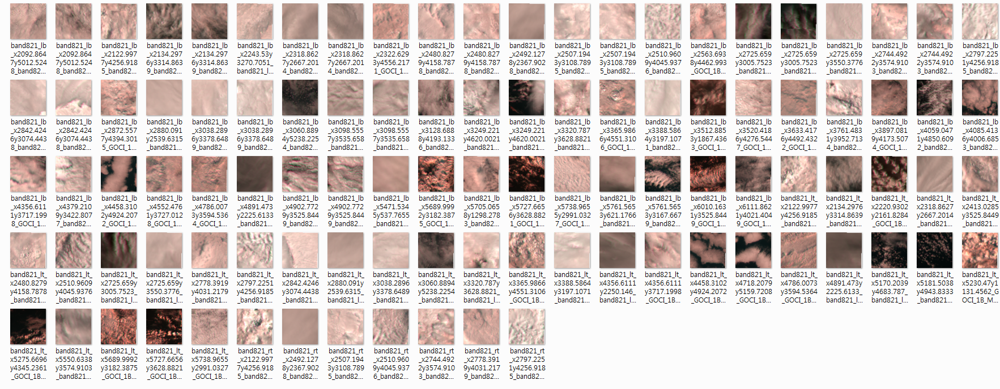 band821_lb
_x2092.864
7y5012.524
8_band82...
band821_lb
_x2092.864
7y5012.524
8_band82...
band821_lb
_x2122.997
7y4256.918
5_band82...
band821_lb
_x2134.297
6y3314.863
9_band82...
band821_lb
_x2134.297
6y3314.863
9_band82...
band821_lb
_x2243.53y
3270.7051_
band821_l...
band821_lb
_x2318.862
7y2667.201
4_band82...
band821_lb
_x2318.862
7y2667.201
4_band82...
band821_lb
_x2322.629
3y4556.217
1_GOCI_1...
band821_lb
_x2480.827
9y4158.787
8_band82...
band821_lb
_x2480.827
9y4158.787
8_band82...
band821_lb
_x2492.127
8y2367.902
8_band82...
band821_lb
_x2507.194
3y3108.789
5_band82...
band821_lb
_x2507.194
3y3108.789
5_band82...
band821_lb
_x2510.960
9y4045.937
6_band82...
band821_lb
_x2563.693
8y4462.993
_GOCI_1B...
band821_lb
_x2725.659
y3005.7523
_band821...
band821_lb
_x2725.659
y3005.7523
_band821...
band821_lb
_x2725.659
y3550.3776
_band821...
band821_lb
_x2744.492
2y3574.910
3_band82...
band821_lb
_x2744.492
2y3574.910
3_band82...
band821_lb
_x2797.225
1y4256.918
5_band82...
band821_lb
_x2842.424
6y3074.443
8_band82...
band821_lb
_x2842.424
6y3074.443
8_band82...
band821_lb
_x2872.557
7y4394.301
5_GOCI_1...
band821_lb
_x2880.091
y2539.6315
_band821...
band821_lb
_x3038.289
6y3378.648
9_band82...
band821_lb
_x3038.289
6y3378.648
9_band82...
band821_lb
_x3060.889
4y5238.225
4_band82...
band821_lb
_x3098.555
7y3535.658
_band821...
band821_lb
_x3098.555
7y3535.658
_band821...
band821_lb
_x3128.688
8y4193.133
6_band82...
band821_lb
_x3249.221
y4620.0021
_band821...
band821_lb
_x3249.221
y4620.0021
_band821...
band821_lb
_x3320.787
y3628.8821
_band821...
band821_lb
_x3365.986
6y4551.310
6_GOCI_1...
band821_lb
_x3388.586
4y3197.107
1_band82...
band821_lb
_x3512.885
3y1867.436
3_GOCI_1...
band821_lb
_x3520.418
6y4276.544
7_GOCI_1...
band821_lb
_x3633.417
6y4492.432
2_GOCI_1...
band821_lb
_x3761.483
1y3952.713
4_band82...
band821_lb
_x3897.081
9y4173.507
4_GOCI_1...
band821_lb
_x4059.047
1y4850.609
2_band82...
band821_lb
_x4085.413
6y4006.685
3_band82...
band821_lb
_x4356.611
1y3717.199
8_GOCI_1...
band821_lb
_x4379.210
9y3422.807
7_band82...
band821_lb
_x4458.310
2y4924.207
2_GOCI_1...
band821_lb
_x4552.476
1y3727.012
8_GOCI_1...
band821_lb
_x4786.007
3y3594.536
4_GOCI_1...
band821_lb
_x4891.473
y2225.6133
_band821...
band821_lb
_x4902.772
9y3525.844
9_band82...
band821_lb
_x4902.772
9y3525.844
9_band82...
band821_lb
_x5471.534
5y537.7655
_band821...
band821_lb
_x5689.999
2y3182.387
5_GOCI_1...
band821_lb
_x5705.065
8y1298.278
3_band82...
band821_lb
_x5727.665
6y3628.882
1_GOCI_1...
band821_lb
_x5738.965
5y2991.032
7_GOCI_1...
band821_lb
_x5761.565
3y621.1766
_band821...
band821_lb
_x5761.565
3y3167.667
9_band82...
band821_lb
_x6010.163
1y3525.844
9_GOCI_1...
band821_lb
_x6111.862
1y4021.404
9_GOCI_1...
band821_lt_
x2122.9977
y4256.9185
_band821...
band821_lt_
x2134.2976
y3314.8639
_band821...
band821_lt_
x2220.9302
y2161.8284
_GOCI_1B...
band821_lt_
x2318.8627
y2667.2014
_band821...
band821_lt_
x2413.0285
y3525.8449
_band821...
band821_lt_
x2480.8279
y4158.7878
_band821...
band821_lt_
x2510.9609
y4045.9376
_band821...
band821_lt_
x2725.659y
3005.7523_
band821_l...
band821_lt_
x2725.659y
3550.3776_
band821_l...
band821_lt_
x2778.3919
y4031.2179
_band821...
band821_lt_
x2797.2251
y4256.9185
_band821...
band821_lt_
x2842.4246
y3074.4438
_band821...
band821_lt_
x2880.091y
2539.6315_
band821_l...
band821_lt_
x3038.2896
y3378.6489
_band821...
band821_lt_
x3060.8894
y5238.2254
_band821...
band821_lt_
x3320.787y
3628.8821_
band821_l...
band821_lt_
x3365.9866
y4551.3106
_GOCI_1B...
band821_lt_
x3388.5864
y3197.1071
_band821...
band821_lt_
x4356.6111
y2250.146_
band821_l...
band821_lt_
x4356.6111
y3717.1998
_GOCI_1B...
band821_lt_
x4458.3102
y4924.2072
_GOCI_1B...
band821_lt_
x4718.2079
y5159.7208
_GOCI_1B...
band821_lt_
x4786.0073
y3594.5364
_GOCI_1B...
band821_lt_
x4891.473y
2225.6133_
band821_l...
band821_lt_
x5170.2039
y4683.787_
band821_l...
band821_lt_
x5181.5038
y4943.8333
_band821...
band821_lt_
x5230.47y1
131.4562_G
OCI_1B_M...
band821_lt_
x5275.6696
y4345.2361
_GOCI_1B...
band821_lt_
x5550.6338
y3574.9103
_band821...
band821_lt_
x5689.9992
y3182.3875
_GOCI_1B...
band821_lt_
x5727.6656
y3628.8821
_GOCI_1B...
band821_lt_
x5738.9655
y2991.0327
_GOCI_1B...
band821_rt
_x2122.997
7y4256.918
5_band82...
band821_rt
_x2492.127
8y2367.902
8_band82...
band821_rt
_x2507.194
3y3108.789
5_band82...
band821_rt
_x2510.960
9y4045.937
6_band82...
band821_rt
_x2744.492
2y3574.910
3_band82...
band821_rt
_x2778.391
9y4031.217
9_band82...
band821_rt
_x2797.225
1y4256.918
5_band82...